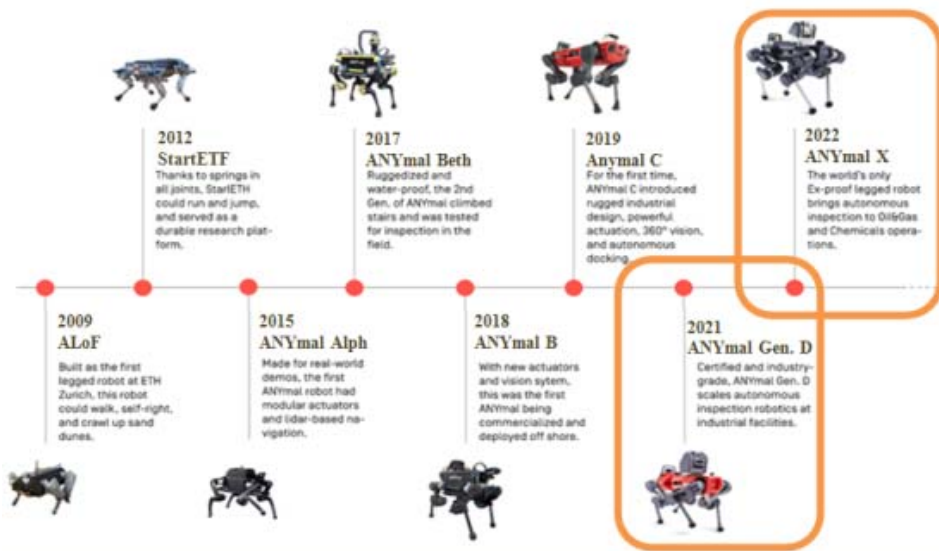 2012
StartETF
Thanks to springs in
all joints, StarlETH
could run and jump,
and served as a
durable research plat-
form.
2017
ANYmal Beth
Ruggedized and
water-proof, the 2nd
Gen. of ANYmal climbed
stairs and was tested
for inspection in the
field.
2019
Anymal C
For the first time,
ANYmal C introduced
rugged industrial
design, powerful
actuation, 360° vision,
and autonomous
docking.
2022
ANYmal X
The world's only
Ex-proof legged robot
brings autonomous
inspection to Oil&Gas
and Chemicals opera-
tions.
2009
ALoF
Built as the first
legged robot at ETH
Zurich, this robot
could walk, self-right,
and crawl up sand
dunes.
2015
ANYmal Alph
Made for real-world
demos, the first
ANYmal robot had
modular actuators
and lidar-based na-
vigation.
2018
ANYmal B
With new actuators
and vision sytem,
this was the first
ANYmal being
commercialized and
deployed off shore.
2021
ANYmal Gen. D
Certified and industry-
grade, ANYmal Gen. D
scales autonomous
inspection robotics at
industrial facilities.